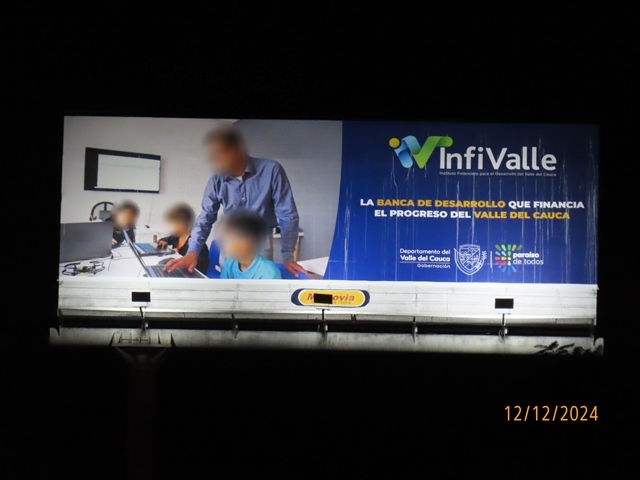 InfiValle
Instituto Financiero para el Desarrollo del Valle del Cauca
LA BANCA DE DESARROLLO QUE FINANCIA
EL PROGRESO DEL VALLE DEL CAUCA
Departamento del
Valle del Cauca
Gobernación
paraíso
de todos
12/12/2024